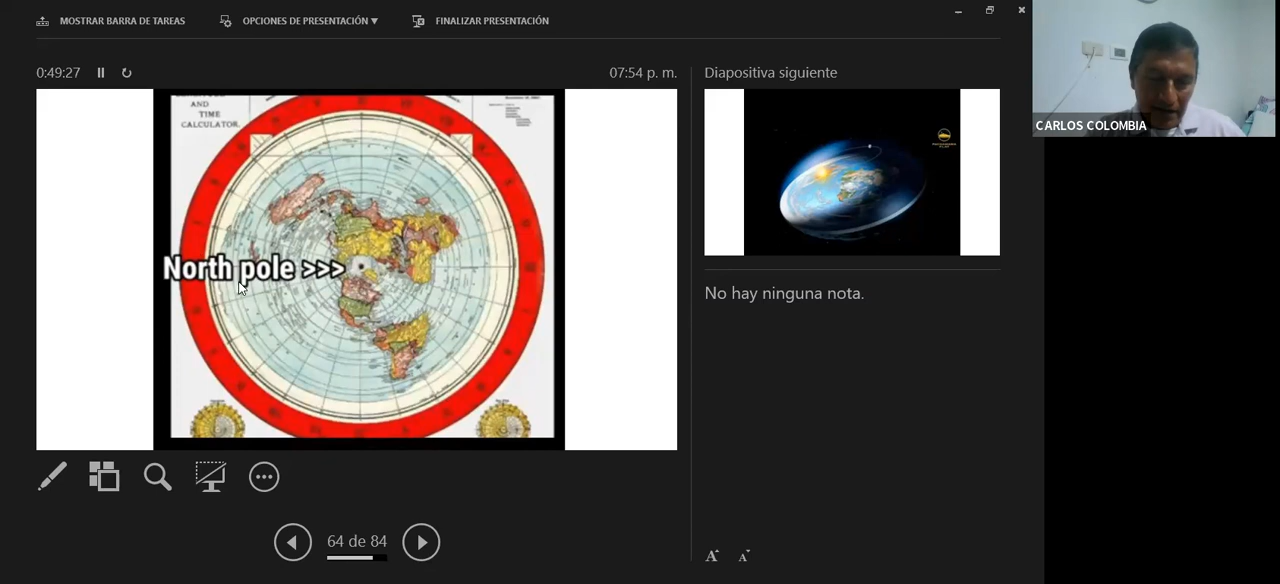 MOSTRAR BARRA DE TAREAS
OPCIONES DE PRESENTACIÓN ▼
FINALIZAR PRESENTACIÓN
0:49:27
07:54 p. m.
Diapositiva siguiente
CARLOS COLOMBIA
AND
TIME
CALCULATOR.
North pole >>>
No hay ninguna nota.
64 de 84